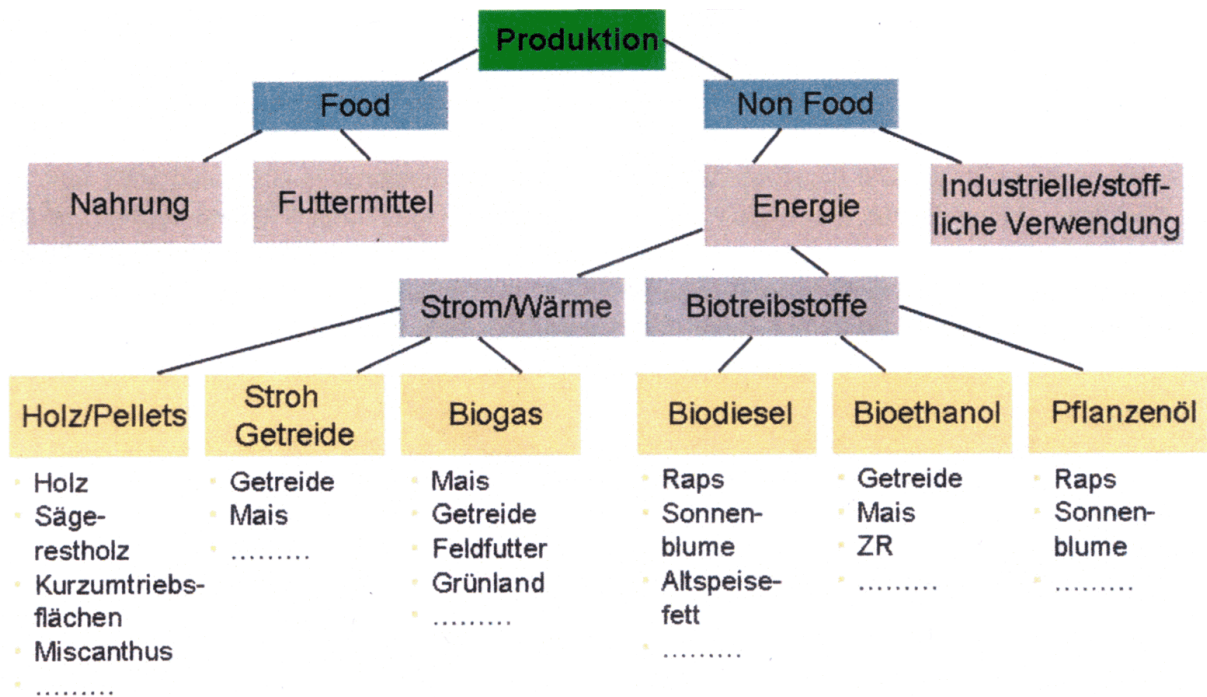 Produktion
Food
Non Food
Nahrung
Futtermittel
Energie
Industrielle/stoff-
liche Verwendung
Strom/Wärme
Biotreibstoffe
Holz/Pellets
Stroh
Getreide
Biogas
Biodiesel
Bioethanol
Pflanzenöl
Holz
Säge-
restholz
Kurzumtriebs-
flächen
Miscanthus
.........
Getreide
Mais
.........
Mais
Getreide
Feldfutter
Grünland
.........
Raps
Sonnen-
blume
Altspeise-
fett
.........
Getreide
Mais
ZR
.........
Raps
Sonnen-
blume
.........